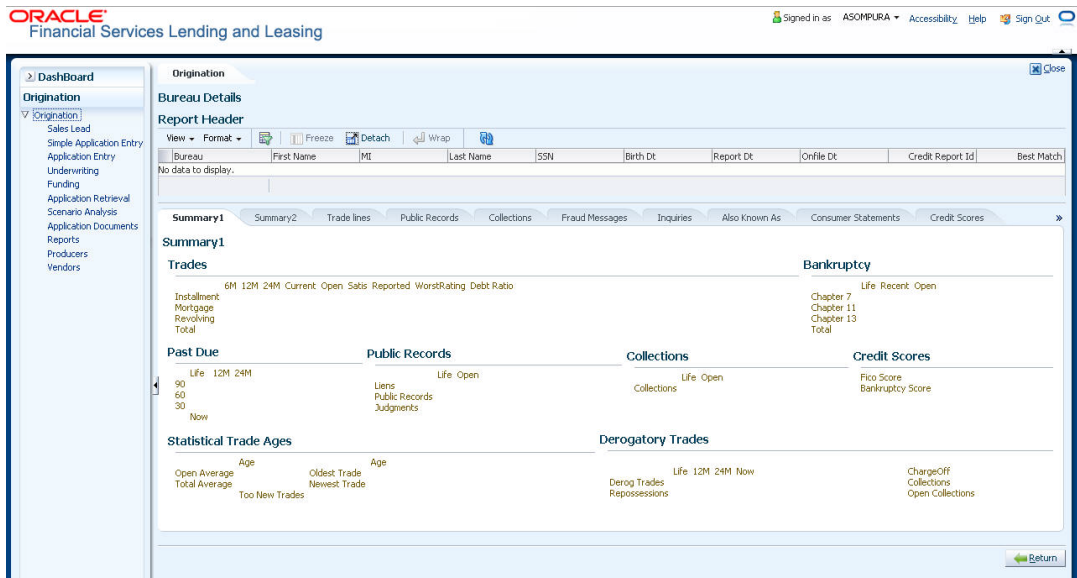 ORACLE®
Financial Services Lending and Leasing
Signed in as ASOMPURA Accessibility Help Sign Out
DashBoard
Origination
Origination
Sales Lead
Simple Application Entry
Application Entry
Underwriting
Funding
Application Retrieval
Scenario Analysis
Application Documents
Reports
Producers
Vendors
Origination
Close
Bureau Details
Report Header
View Format Freeze Detach Wrap
Bureau First Name MI Last Name SSN Birth Dt Report Dt Onfile Dt Credit Report Id Best Match
No data to display.
Summary1 Summary2 Trade lines Public Records Collections Fraud Messages Inquiries Also Known As Consumer Statements Credit Scores »
Summary1
Trades
6M 12M 24M Current Open Satis Reported WorstRating Debt Ratio
Installment
Mortgage
Revolving
Total
Bankruptcy
Life Recent Open
Chapter 7
Chapter 11
Chapter 13
Total
Past Due
Life 12M 24M
90
60
30
Now
Public Records
Life Open
Liens
Public Records
Judgments
Collections
Life Open
Collections
Credit Scores
Fico Score
Bankruptcy Score
Statistical Trade Ages
Age Age
Open Average Oldest Trade
Total Average Newest Trade
Too New Trades
Derogatory Trades
Life 12M 24M Now
Derog Trades
Repossessions
ChargeOff
Collections
Open Collections
Return